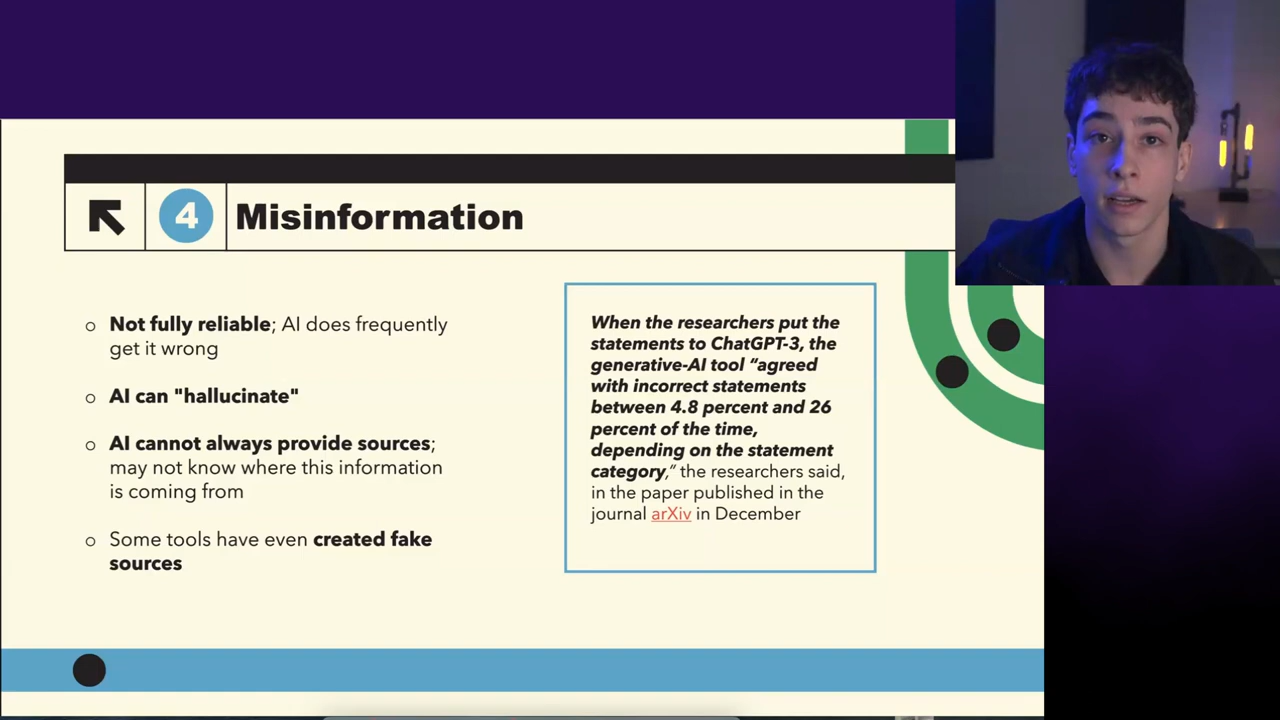 4 Misinformation
Not fully reliable; AI does frequently
get it wrong
AI can "hallucinate"
AI cannot always provide sources;
may not know where this information
is coming from
Some tools have even created fake
sources
When the researchers put the
statements to ChatGPT-3, the
generative-AI tool “agreed
with incorrect statements
between 4.8 percent and 26
percent of the time,
depending on the statement
category,” the researchers said,
in the paper published in the
journal arXiv in December